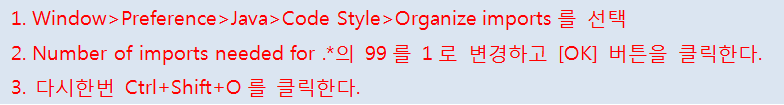 1. Window>Preference>Java>Code Style>Organize imports 를 선택
2. Number of imports needed for .*의 99 를 1 로 변경하고 [OK] 버튼을 클릭한다.
3. 다시한번 Ctrl+Shift+O 를 클릭한다.